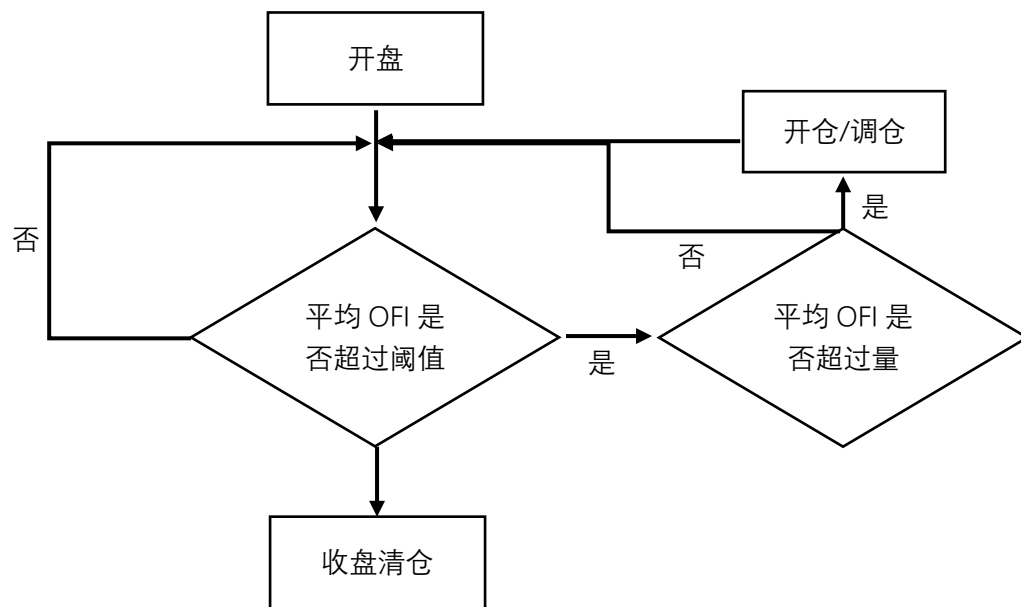 开盘
开仓/调仓
是
否
否
平均 OFI 是
否超过阈值
是
平均 OFI 是
否超过量
收盘清仓